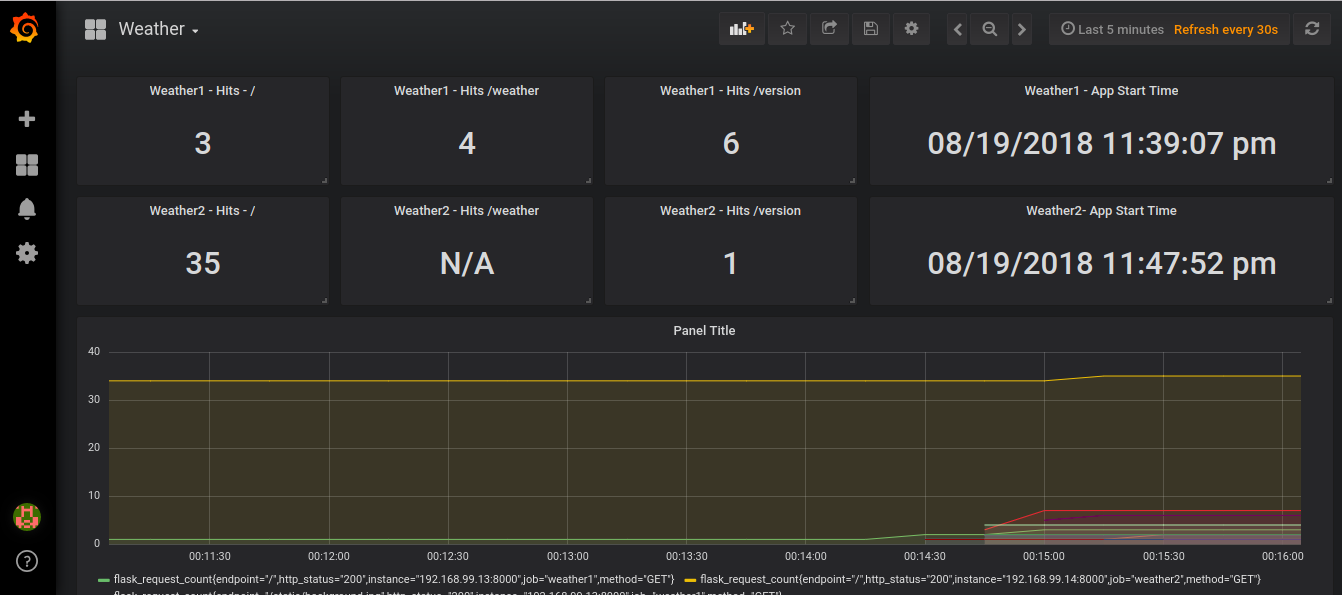 Weather
Last 5 minutes Refresh every 30s
Weather1 - Hits - /
3
Weather1 - Hits /weather
4
Weather1 - Hits /version
6
Weather1 - App Start Time
08/19/2018 11:39:07 pm
Weather2 - Hits - /
35
Weather2 - Hits /weather
N/A
Weather2 - Hits /version
1
Weather2- App Start Time
08/19/2018 11:47:52 pm
Panel Title
40
30
20
10
0
00:11:30 00:12:00 00:12:30 00:13:00 00:13:30 00:14:00 00:14:30 00:15:00 00:15:30 00:16:00
flask_request_count{endpoint="/",http_status="200",instance="192.168.99.13:8000",job="weather1",method="GET"} flask_request_count{endpoint="/",http_status="200",instance="192.168.99.14:8000",job="weather2",method="GET"}